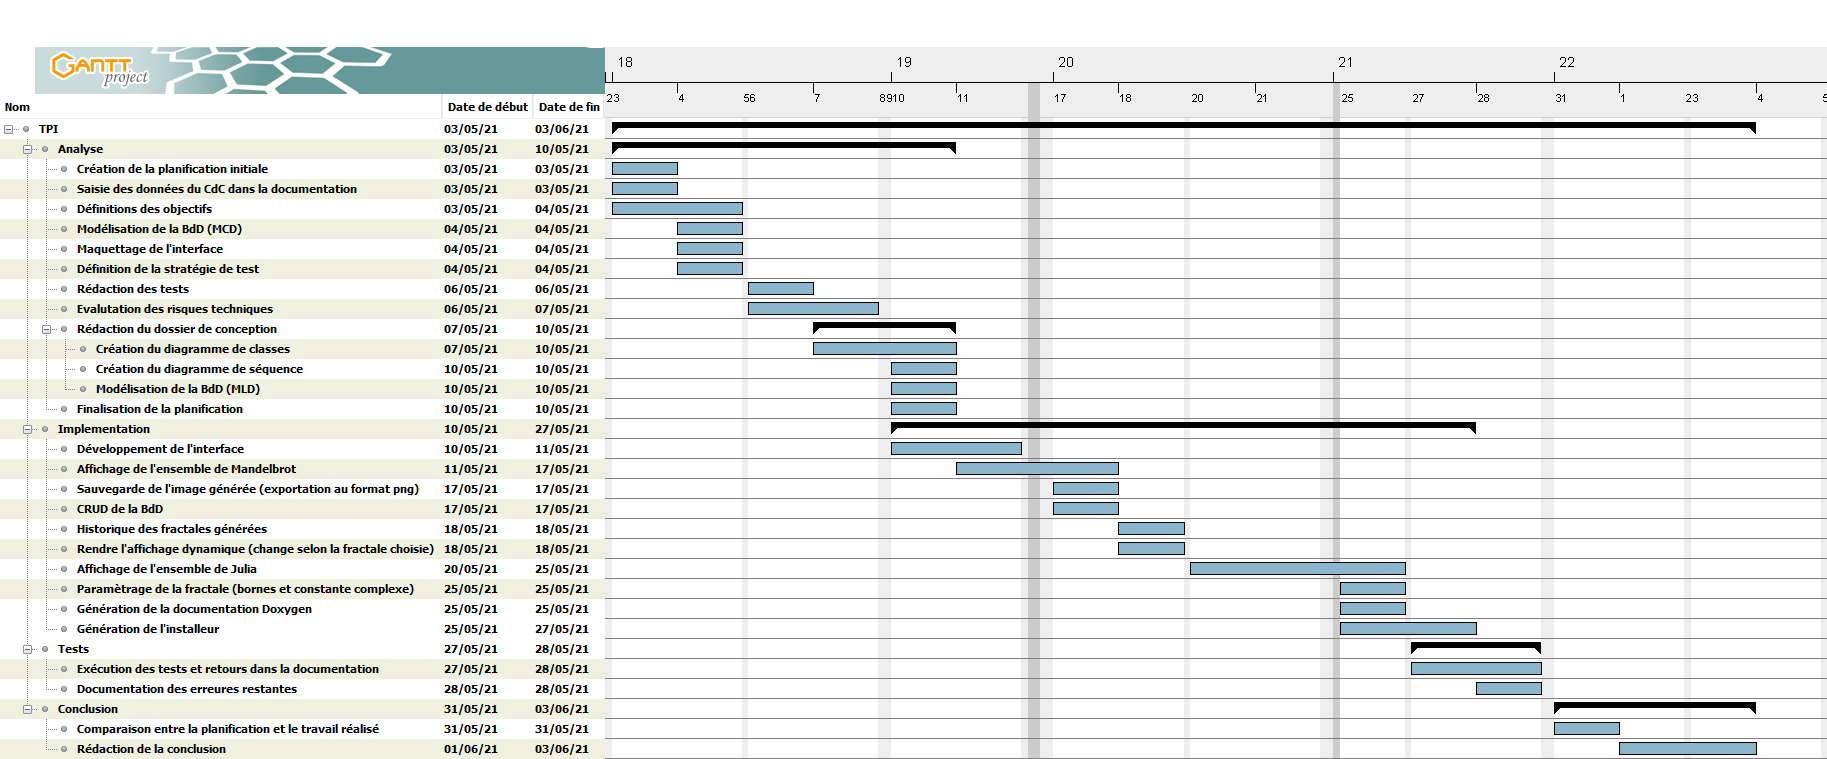 GANTT
project
18 19 20 21 22
23 4 56 7 8910 11 17 18 20 21 25 27 28 31 1 23 4 5
Nom Date de début Date de fin
TPI 03/05/21 03/06/21
Analyse 03/05/21 10/05/21
Création de la planification initiale 03/05/21 03/05/21
Saisie des données du CdC dans la documentation 03/05/21 03/05/21
Définitions des objectifs 03/05/21 04/05/21
Modélisation de la BdD (MCD) 04/05/21 04/05/21
Maquettage de l'interface 04/05/21 04/05/21
Définition de la stratégie de test 04/05/21 04/05/21
Rédaction des tests 06/05/21 06/05/21
Evalutation des risques techniques 06/05/21 07/05/21
Rédaction du dossier de conception 07/05/21 10/05/21
Création du diagramme de classes 07/05/21 10/05/21
Création du diagramme de séquence 10/05/21 10/05/21
Modélisation de la BdD (MLD) 10/05/21 10/05/21
Finalisation de la planification 10/05/21 10/05/21
Implementation 10/05/21 27/05/21
Développement de l'interface 10/05/21 11/05/21
Affichage de l'ensemble de Mandelbrot 11/05/21 17/05/21
Sauvegarde de l'image générée (exportation au format png) 17/05/21 17/05/21
CRUD de la BdD 17/05/21 17/05/21
Historique des fractales générées 18/05/21 18/05/21
Rendre l'affichage dynamique (change selon la fractale choisie) 18/05/21 18/05/21
Affichage de l'ensemble de Julia 20/05/21 25/05/21
Paramètrage de la fractale (bornes et constante complexe) 25/05/21 25/05/21
Génération de la documentation Doxygen 25/05/21 25/05/21
Génération de l'installeur 25/05/21 27/05/21
Tests 27/05/21 28/05/21
Exécution des tests et retours dans la documentation 27/05/21 28/05/21
Documentation des erreures restantes 28/05/21 28/05/21
Conclusion 31/05/21 03/06/21
Comparaison entre la planification et le travail réalisé 31/05/21 31/05/21
Rédaction de la conclusion 01/06/21 03/06/21